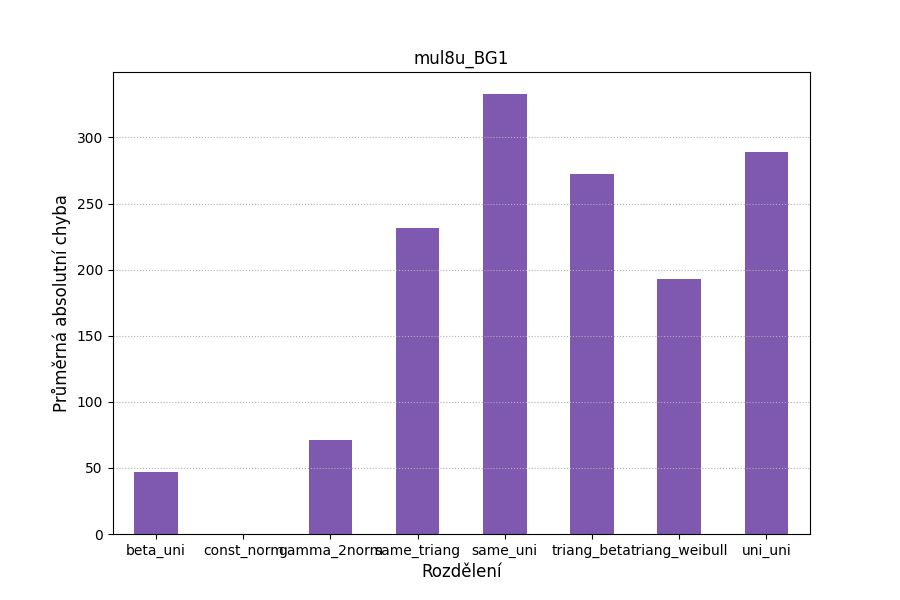 mul8u_BG1
Průměrná absolutní chyba
300
250
200
150
100
50
0
beta_uni const_norm gamma_2norm same_triang same_uni triang_beta triang_weibull uni_uni
Rozdělení